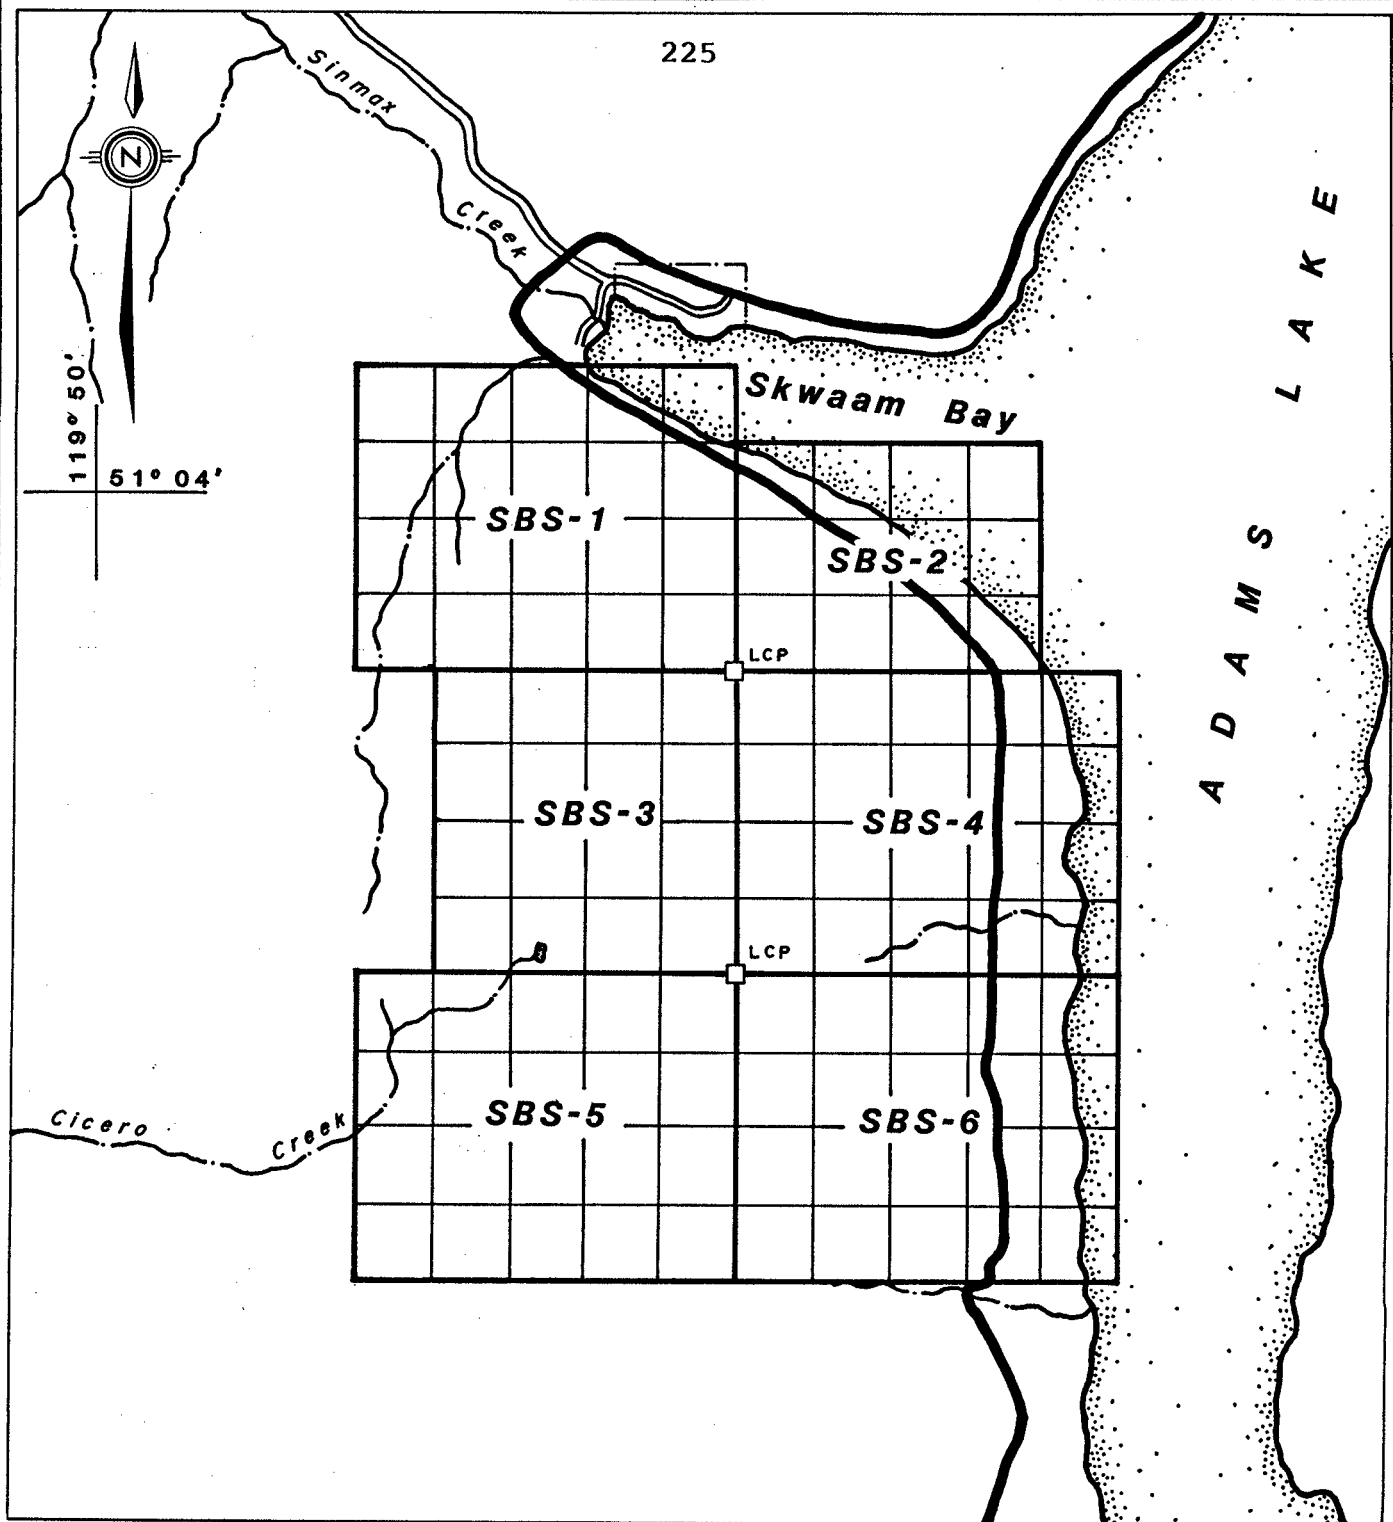 225
Sinmax
Creek
N
119° 50'
51° 04'
Skwaam Bay
ADAMS LAKE
SBS-1
SBS-2
LCP
SBS-3
SBS-4
LCP
SBS-5
SBS-6
Cicero
Creek